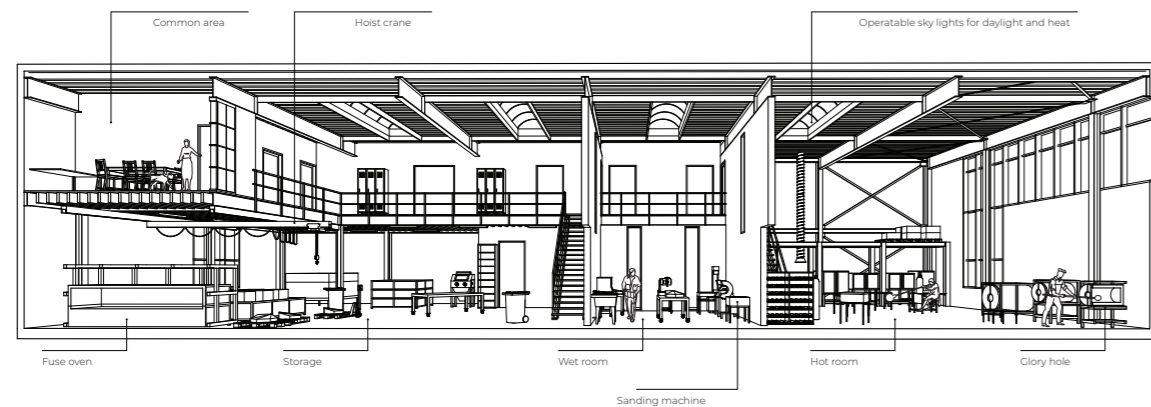 Common area
Hoist crane
Operatable sky lights for daylight and heat
Fuse oven
Storage
Wet room
Hot room
Glory hole
Sanding machine